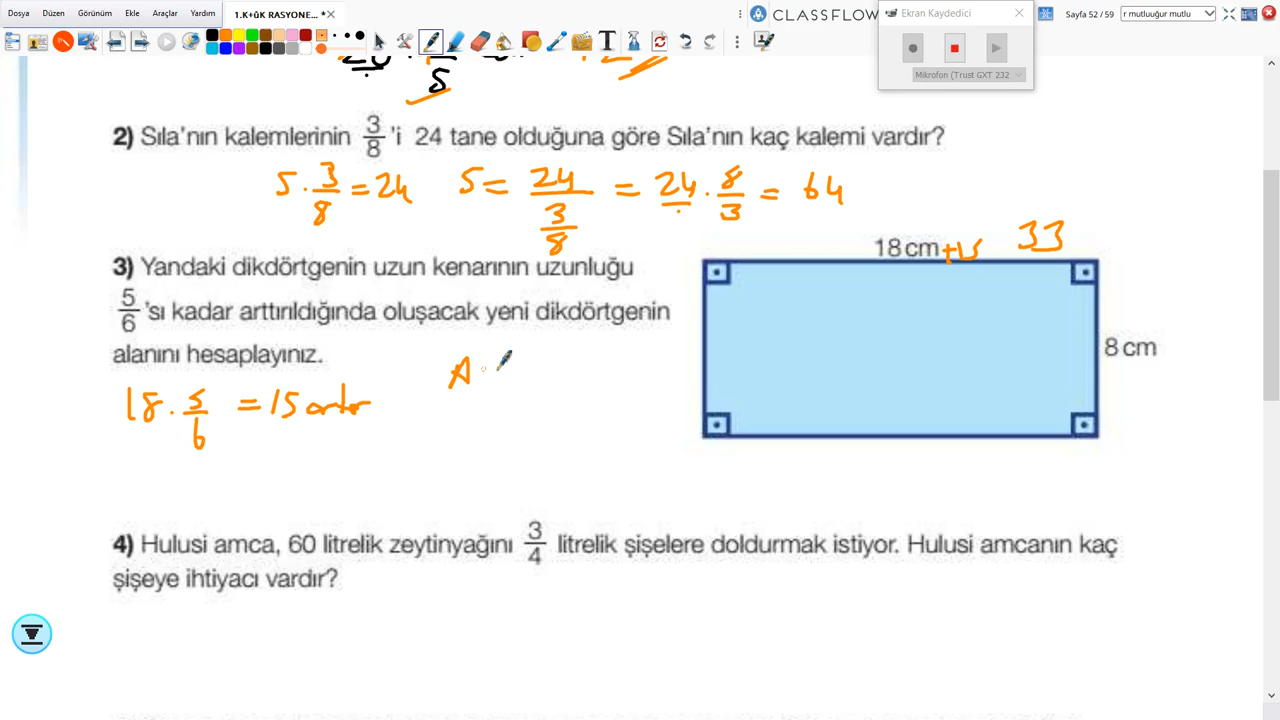 Dosya Düzen Görünüm Ekle Araçlar Yardım 1.K+ûK RASYONE... * CLASSFLOW Ekran Kaydedici Sayfa 52 / 59 r mutluuğur mutlu
Mikrofon (Trust GXT 232
5
2) Sıla'nın kalemlerinin 3/8 'i 24 tane olduğuna göre Sıla'nın kaç kalemi vardır?
5 . 3/8 = 24 5 = 24/(3/8) = 24 . 8/3 = 64
18 cm +15 33
3) Yandaki dikdörtgenin uzun kenarının uzunluğu
5/6 'sı kadar arttırıldığında oluşacak yeni dikdörtgenin
alanını hesaplayınız.
8 cm
A
18 . 5/6 = 15 artar
4) Hulusi amca, 60 litrelik zeytinyağını 3/4 litrelik şişelere doldurmak istiyor. Hulusi amcanın kaç
şişeye ihtiyacı vardır?